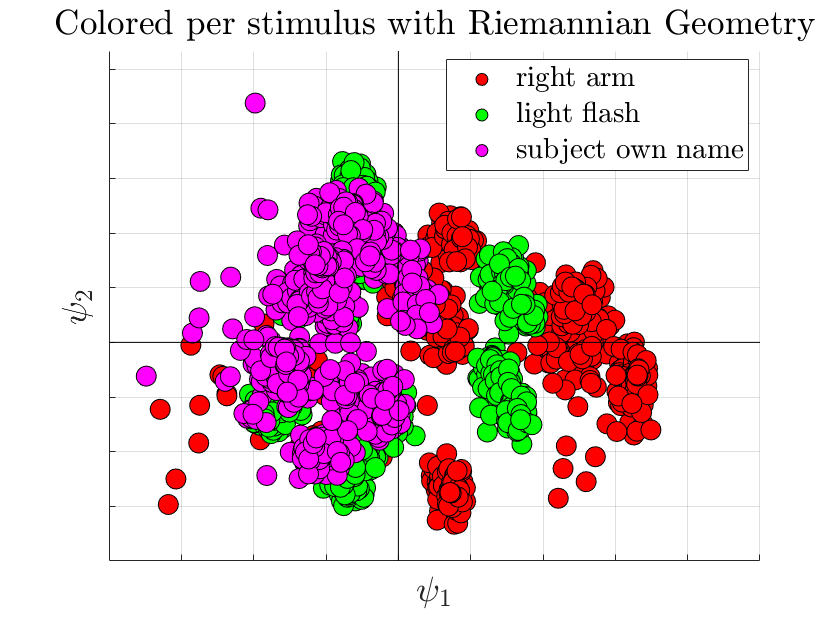 Colored per stimulus with Riemannian Geometry
right arm
light flash
subject own name
ψ2
ψ1